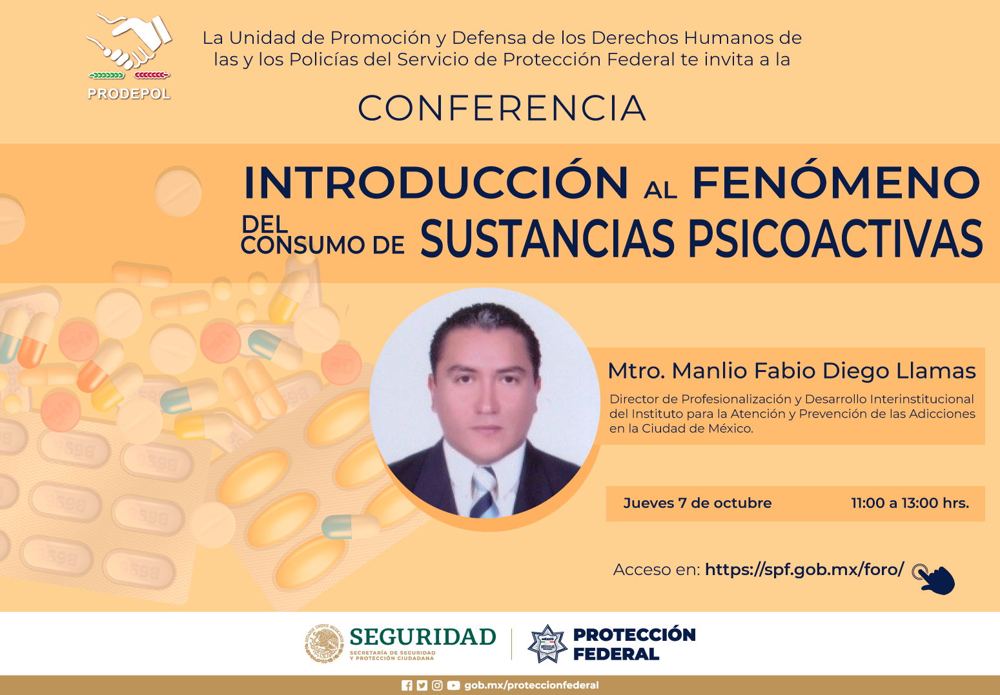 La Unidad de Promoción y Defensa de los Derechos Humanos de
las y los Policías del Servicio de Protección Federal te invita a la
PRODEPOL
CONFERENCIA
INTRODUCCIÓN AL FENÓMENO
DEL
CONSUMO DE SUSTANCIAS PSICOACTIVAS
Mtro. Manlio Fabio Diego Llamas
Director de Profesionalización y Desarrollo Interinstitucional
del Instituto para la Atención y Prevención de las Adicciones
en la Ciudad de México.
Jueves 7 de octubre 11:00 a 13:00 hrs.
Acceso en: https://spf.gob.mx/foro/
ESTADOS UNIDOS MEXICANOS
SEGURIDAD
SECRETARÍA DE SEGURIDAD
Y PROTECCIÓN CIUDADANA
MÉXICO
PROTECCIÓN
FEDERAL
gob.mx/proteccionfederal